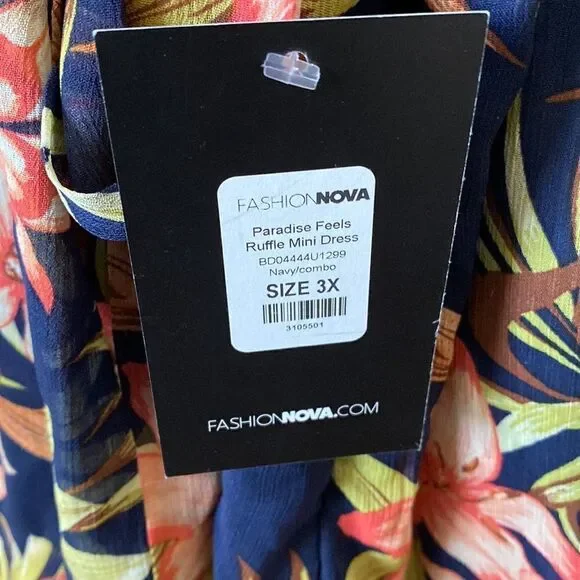 FASHIONNOVA
Paradise Feels
Ruffle Mini Dress
BD04444U1299
Navy/combo
SIZE 3X
3105501
FASHIONNOVA.COM